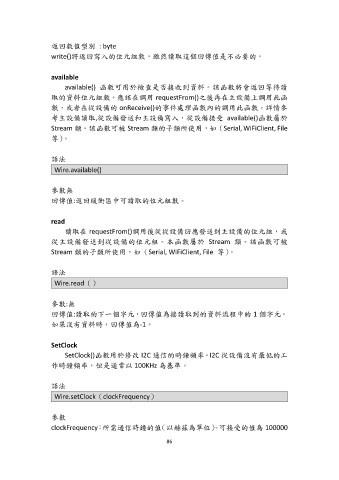 返回數值型別：byte
write()將返回寫入的位元組數，雖然讀取這個回傳值是不必要的。
available
available() 函數可用於檢查是否接收到資料。該函數將會返回等待讀
取的資料位元組數。應該在調用 requestFrom()之後再在主設備上調用此函
數，或者在從設備的 onReceive()的事件處理函數內的調用此函數。詳情參
考主設備讀取,從設備發送和主設備寫入，從設備接受 available()函數屬於
Stream 類。該函數可被 Stream 類的子類所使用，如（Serial, WiFiClient, File
等）。
語法
Wire.available()
參數無
回傳值:返回緩衝區中可讀取的位元組數。
read
讀取在 requestFrom()調用後從從設備回應發送到主設備的位元組，或
從主設備發送到從設備的位元組。本函數屬於 Stream 類。該函數可被
Stream 類的子類所使用，如（Serial, WiFiClient, File 等）。
語法
Wire.read（ ）
參數:無
回傳值:讀取的下一個字元，回傳值為接讀取到的資料流程中的 1 個字元。
如果沒有資料時，回傳值為-1。
SetClock
SetClock()函數用於修改 I2C 通信的時鐘頻率。I2C 從設備沒有最低的工
作時鐘頻率，但是通常以 100KHz 為基準。
語法
Wire.setClock（clockFrequency）
參數
clockFrequency：所需通信時鐘的值（以赫茲為單位）。可接受的值為 100000
86